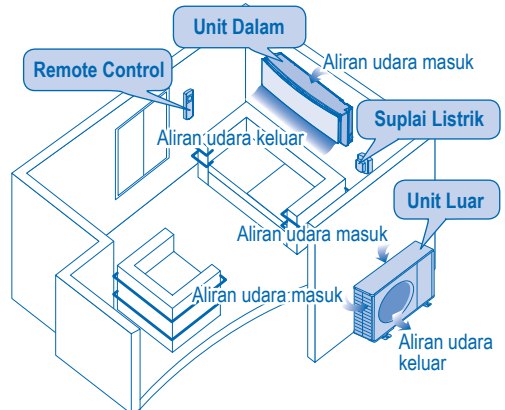 Unit Dalam
Aliran udara masuk
Remote Control
Suplai Listrik
Aliran udara keluar
Unit Luar
Aliran udara masuk
Aliran udara masuk
Aliran udara
keluar